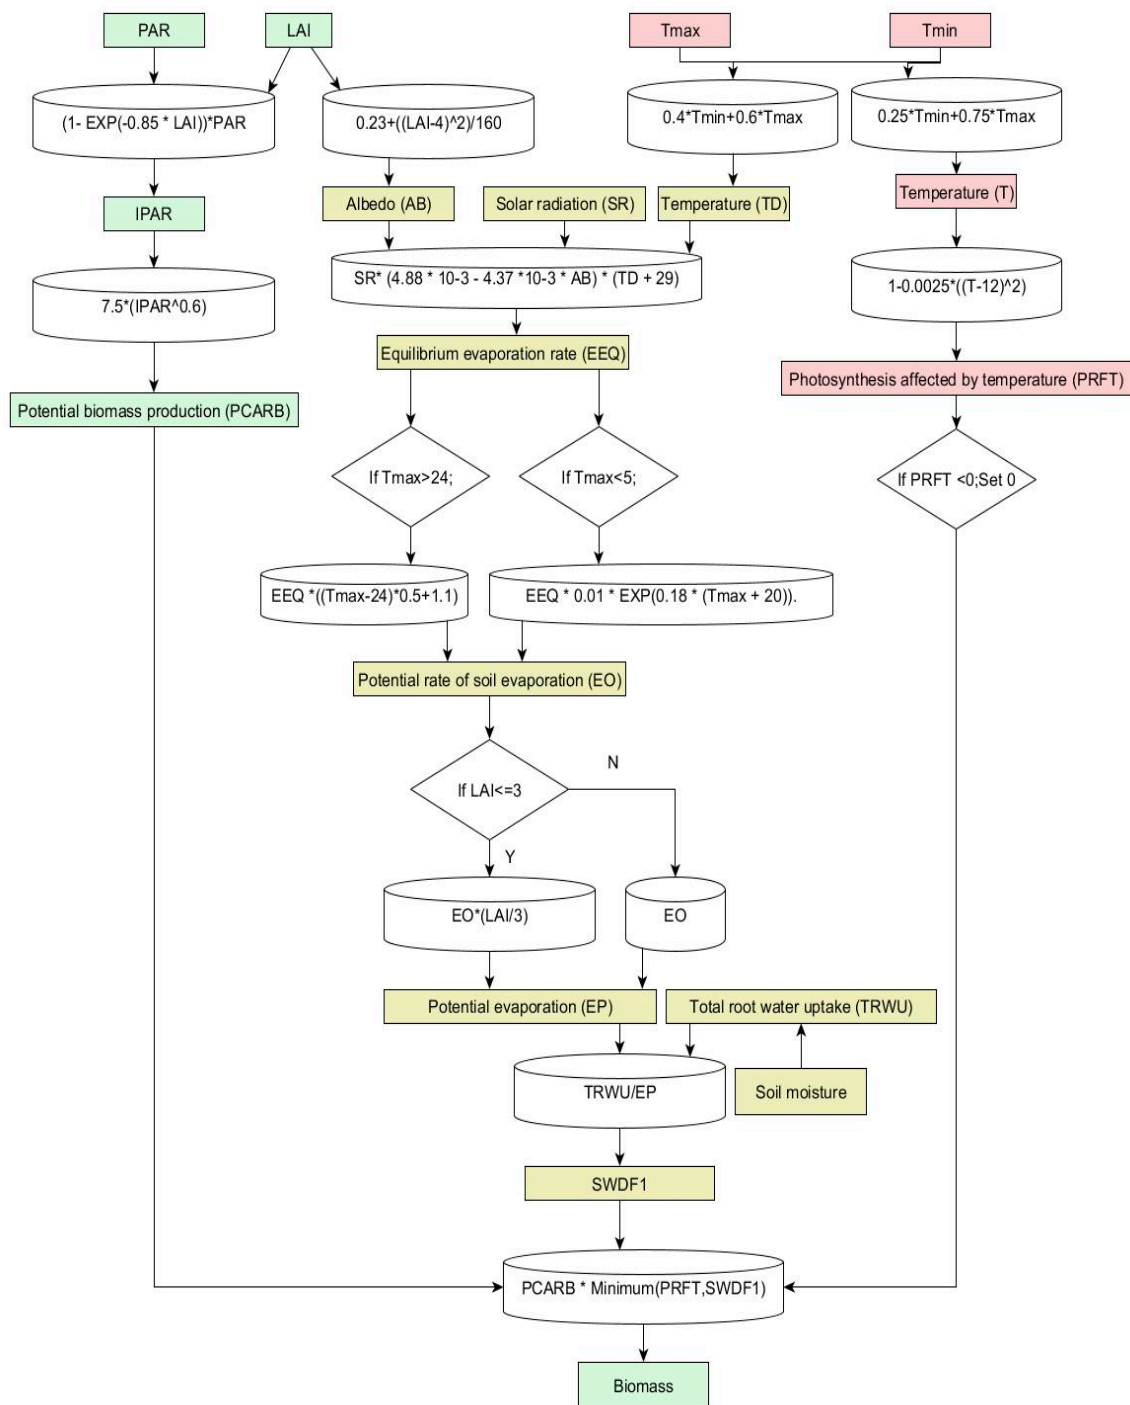 PAR
LAI
Tmax
Tmin
(1- EXP(-0.85 * LAI))*PAR
0.23+((LAI-4)^2)/160
0.4*Tmin+0.6*Tmax
0.25*Tmin+0.75*Tmax
IPAR
Albedo (AB)
Solar radiation (SR)
Temperature (TD)
Temperature (T)
7.5*(IPAR^0.6)
SR* (4.88 * 10-3 - 4.37 *10-3 * AB) * (TD + 29)
1-0.0025*((T-12)^2)
Equilibrium evaporation rate (EEQ)
Photosynthesis affected by temperature (PRFT)
Potential biomass production (PCARB)
If Tmax>24;
If Tmax<5;
If PRFT <0;Set 0
EEQ *((Tmax-24)*0.5+1.1)
EEQ * 0.01 * EXP(0.18 * (Tmax + 20)).
Potential rate of soil evaporation (EO)
If LAI<=3
N
Y
EO*(LAI/3)
EO
Potential evaporation (EP)
Total root water uptake (TRWU)
TRWU/EP
Soil moisture
SWDF1
PCARB * Minimum(PRFT,SWDF1)
Biomass